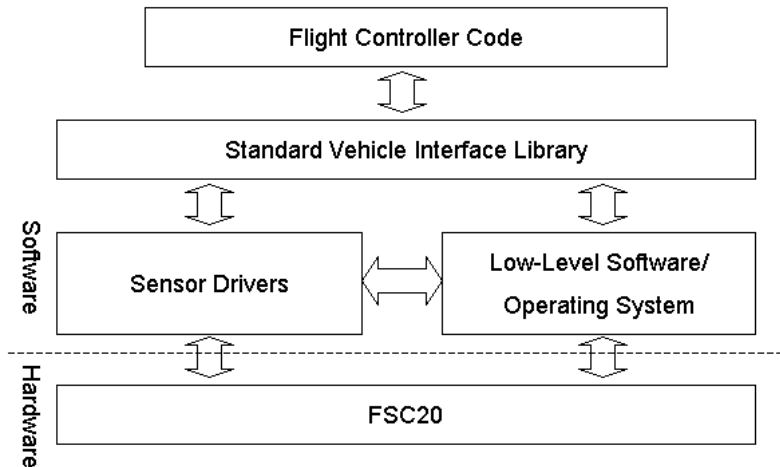 Flight Controller Code
Standard Vehicle Interface Library
Software
Sensor Drivers
Low-Level Software/
Operating System
Hardware
FSC20